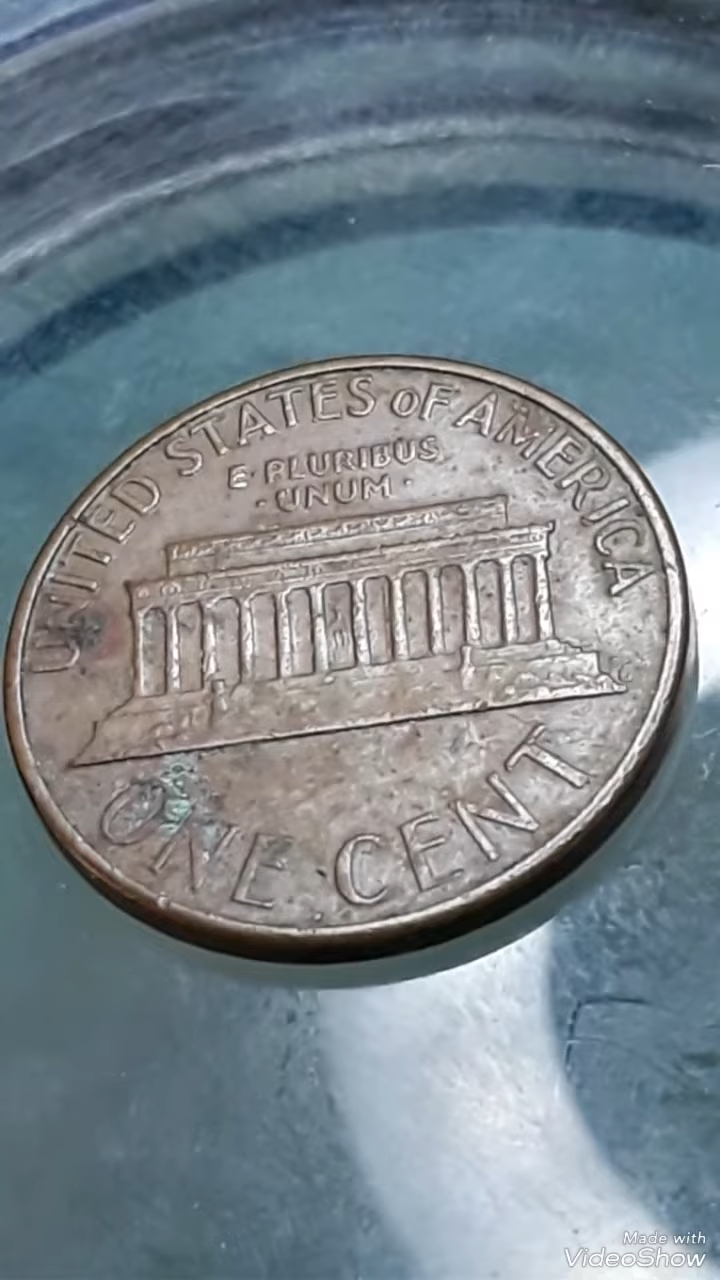 UNITED STATES OF AMERICA
E·PLURIBUS
·UNUM·
ONE CENT
Made with
VideoShow